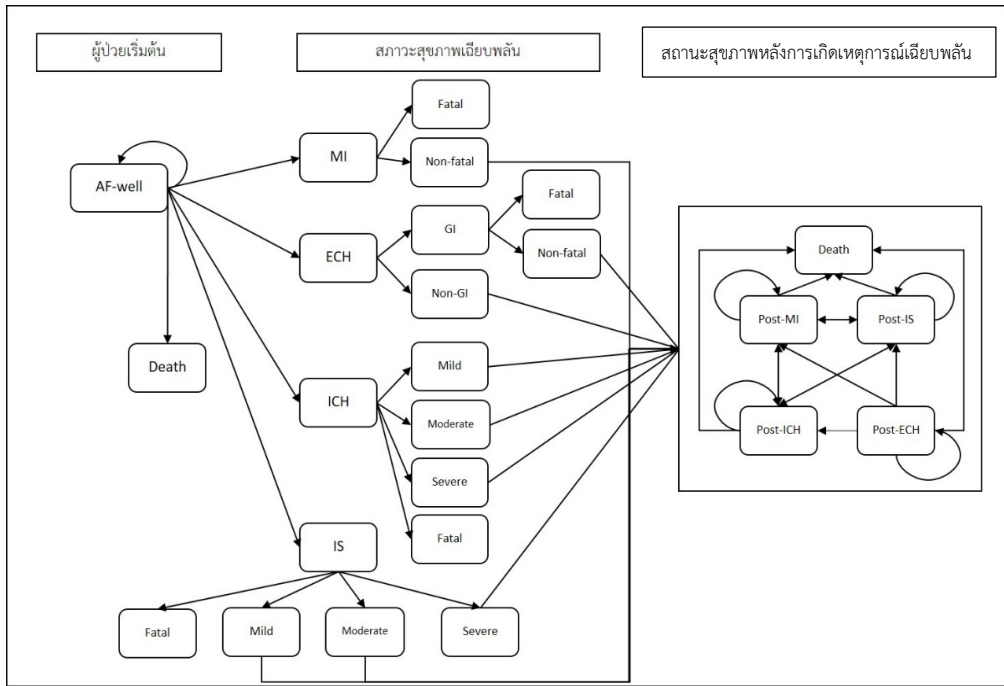 ผู้ป่วยเริ่มต้น
สภาวะสุขภาพเฉียบพลัน
สถานะสุขภาพหลังการเกิดเหตุการณ์เฉียบพลัน
Fatal
MI
Non-fatal
AF-well
Fatal
GI
ECH
Non-fatal
Non-GI
Death
Post-MI
Post-IS
Death
Mild
ICH
Moderate
Post-ICH
Post-ECH
Severe
Fatal
IS
Fatal
Mild
Moderate
Severe